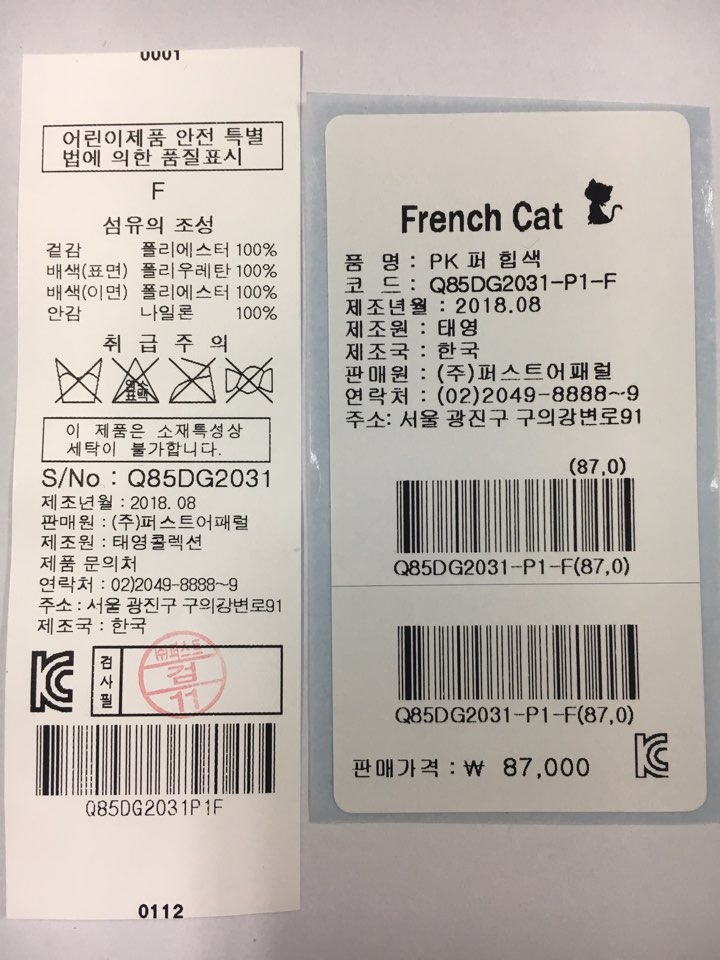 0001
어린이제품 안전 특별
법에 의한 품질표시
F
섬유의 조성
겉감 폴리에스터 100%
배색(표면) 폴리우레탄 100%
배색(이면) 폴리에스터 100%
안감 나일론 100%
취 급 주 의
염소
표백
이 제품은 소재특성상
세탁이 불가합니다.
S/No : Q85DG2031
제조년월 : 2018. 08
판매원 : (주)퍼스트어패럴
제조원 : 태영콜렉션
제품 문의처
연락처 : 02)2049-8888~9
주소 : 서울 광진구 구의강변로91
제조국 : 한국
검사필
(주)퍼스트
검
11
Q85DG2031P1F
0112
French Cat
품 명 : PK 퍼 힙색
코 드 : Q85DG2031-P1-F
제조년월 : 2018.08
제조원 : 태영
제조국 : 한국
판매원 : (주)퍼스트어패럴
연락처 : (02)2049-8888~9
주소: 서울 광진구 구의강변로91
(87,0)
Q85DG2031-P1-F(87,0)
Q85DG2031-P1-F(87,0)
판매가격 : ₩ 87,000